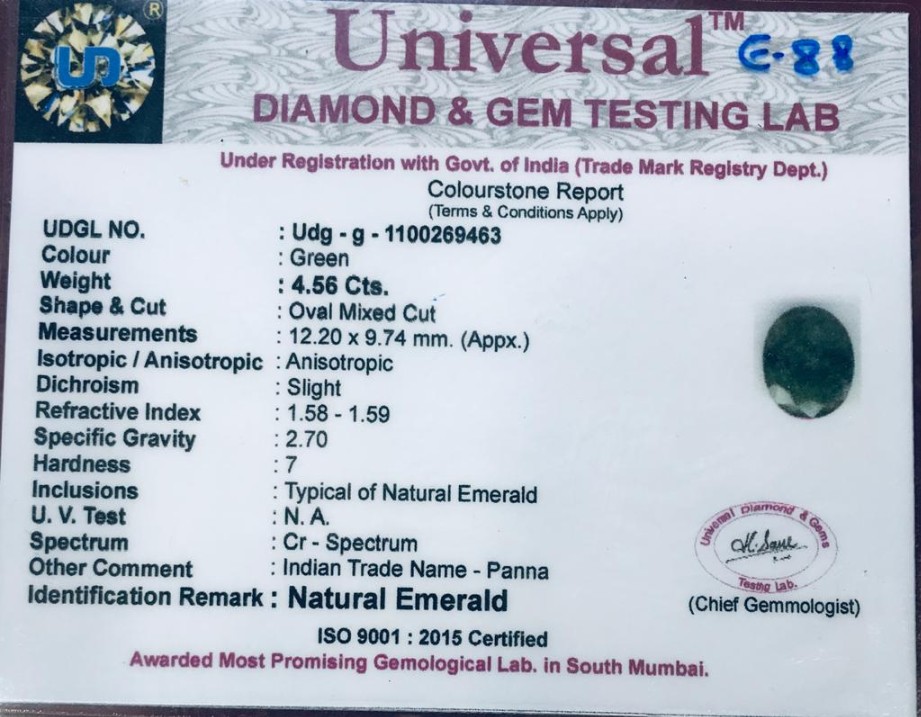 UD ®
Universal™ E-88
DIAMOND & GEM TESTING LAB
Under Registration with Govt. of India (Trade Mark Registry Dept.)
Colourstone Report
(Terms & Conditions Apply)
UDGL NO. : Udg - g - 1100269463
Colour : Green
Weight : 4.56 Cts.
Shape & Cut : Oval Mixed Cut
Measurements : 12.20 x 9.74 mm. (Appx.)
Isotropic / Anisotropic : Anisotropic
Dichroism : Slight
Refractive Index : 1.58 - 1.59
Specific Gravity : 2.70
Hardness : 7
Inclusions : Typical of Natural Emerald
U. V. Test : N. A.
Spectrum : Cr - Spectrum
Other Comment : Indian Trade Name - Panna
Identification Remark : Natural Emerald
Universal Diamond & Gems
Testing Lab.
(Chief Gemmologist)
ISO 9001 : 2015 Certified
Awarded Most Promising Gemological Lab. in South Mumbai.